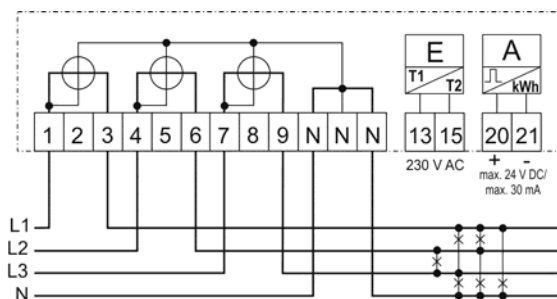 E A
T1 T2 kWh
1 2 3 4 5 6 7 8 9 N N N 13 15 20 21
230 V AC + -
max. 24 V DC/
max. 30 mA
L1
L2
L3
N